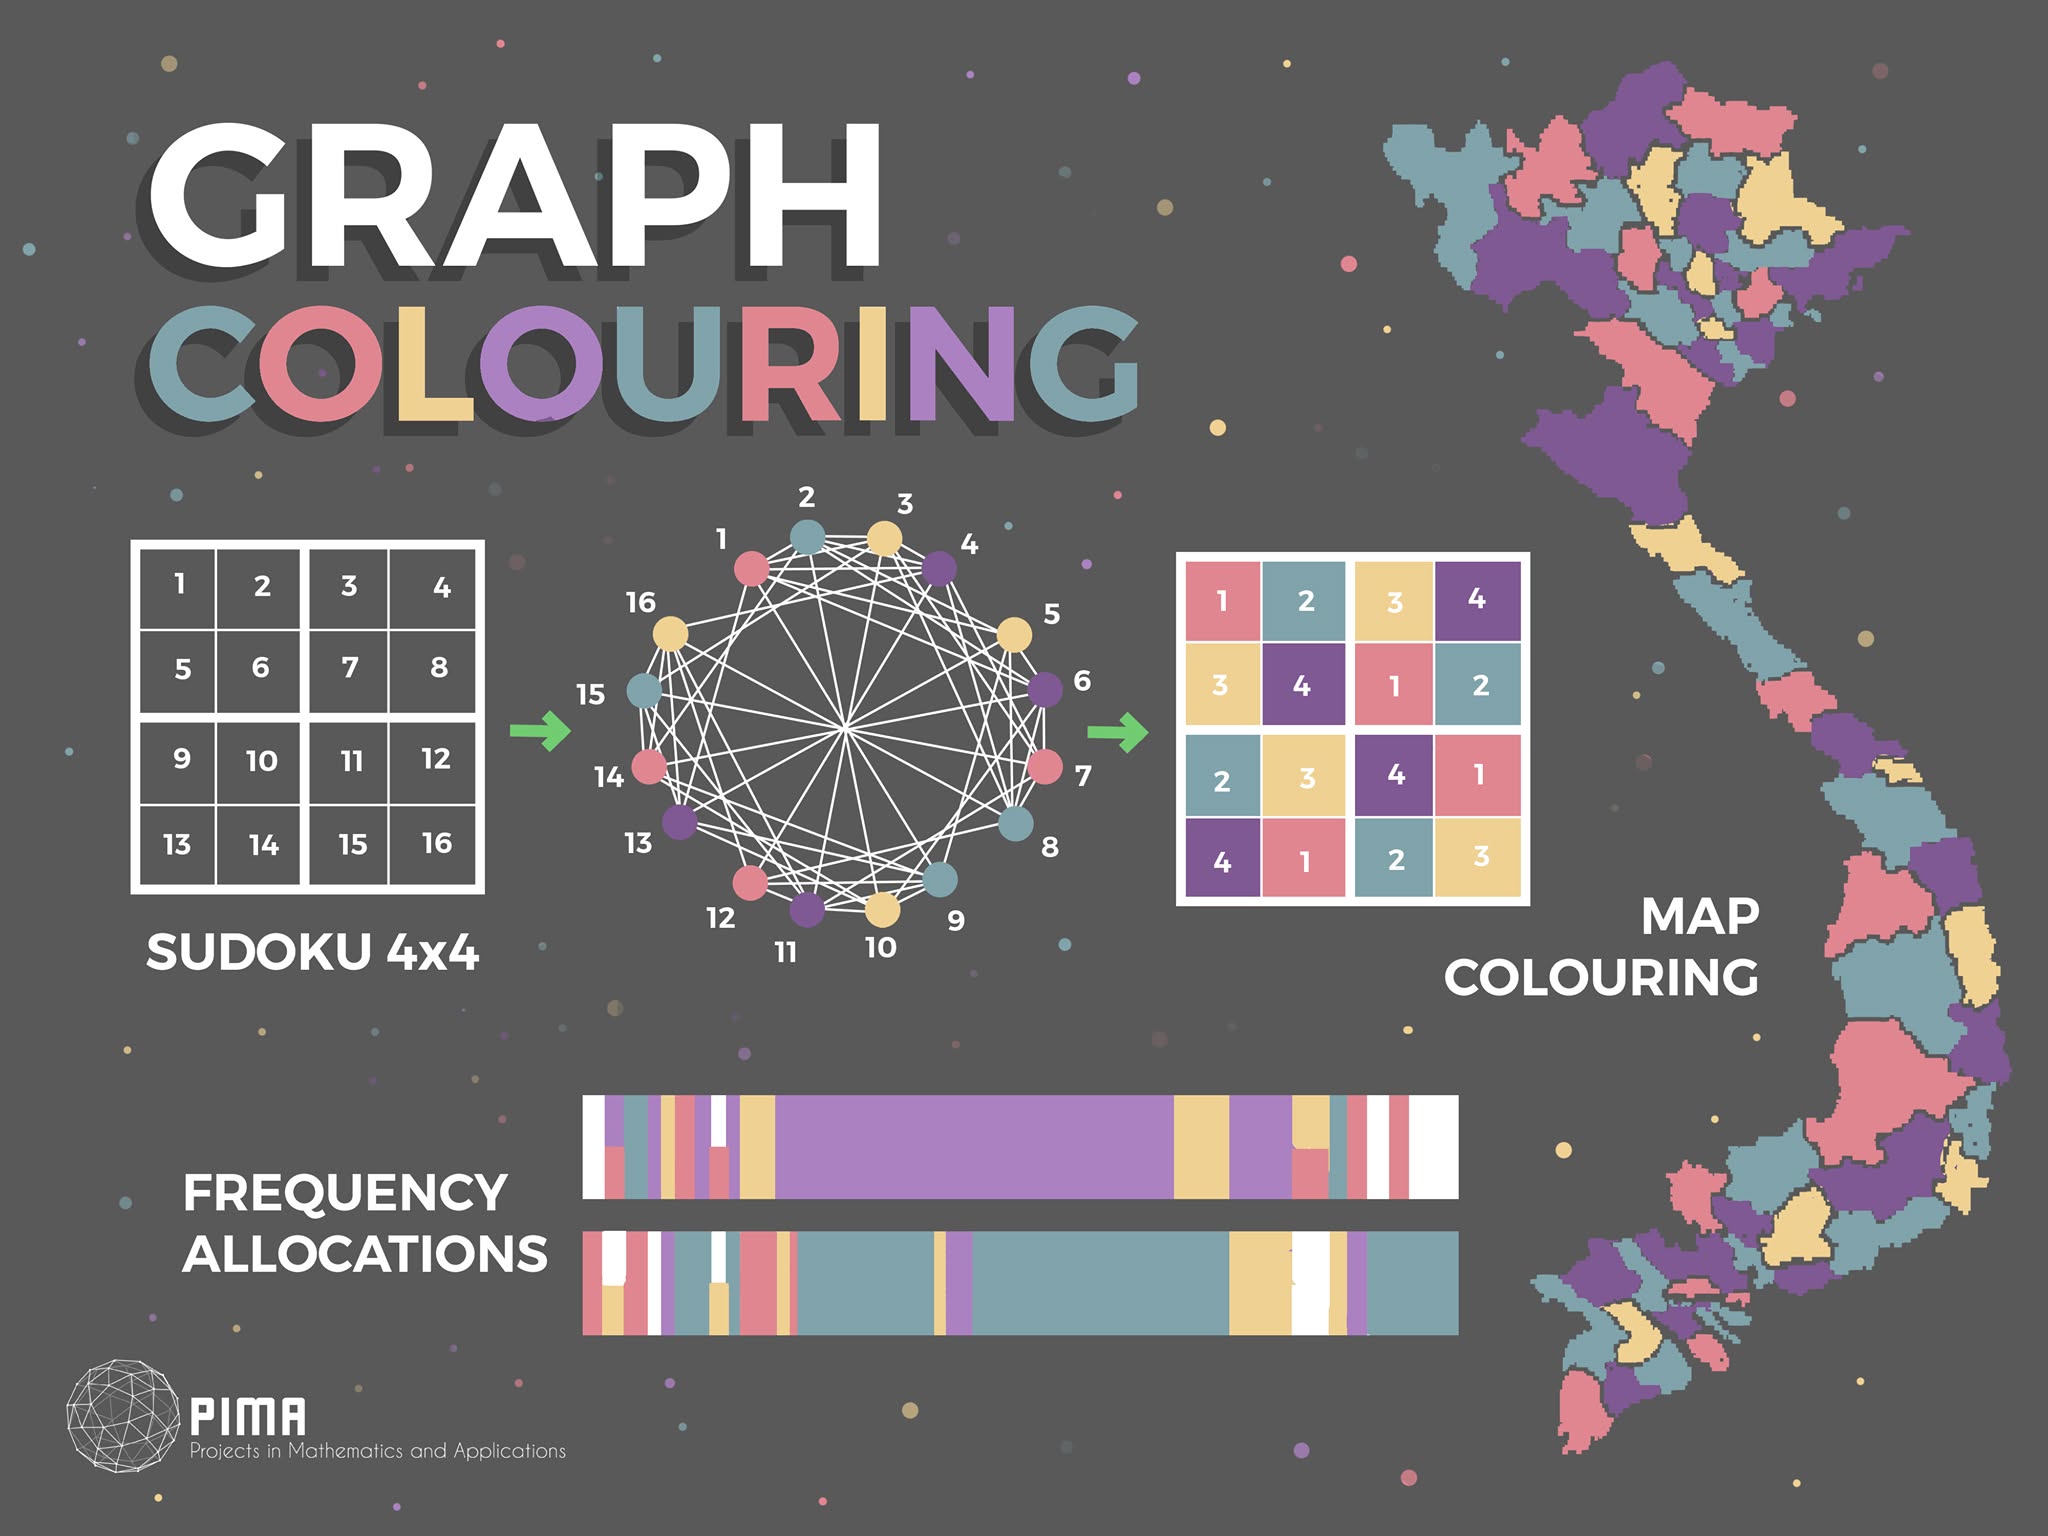 GRAPH
COLOURING
1 2 3 4
5 6 7 8
9 10 11 12
13 14 15 16
SUDOKU 4x4
1
2
3
4
5
6
7
8
9
10
11
12
13
14
15
16
1 2 3 4
3 4 1 2
2 3 4 1
4 1 2 3
MAP
COLOURING
FREQUENCY
ALLOCATIONS
PIMA
Projects in Mathematics and Applications